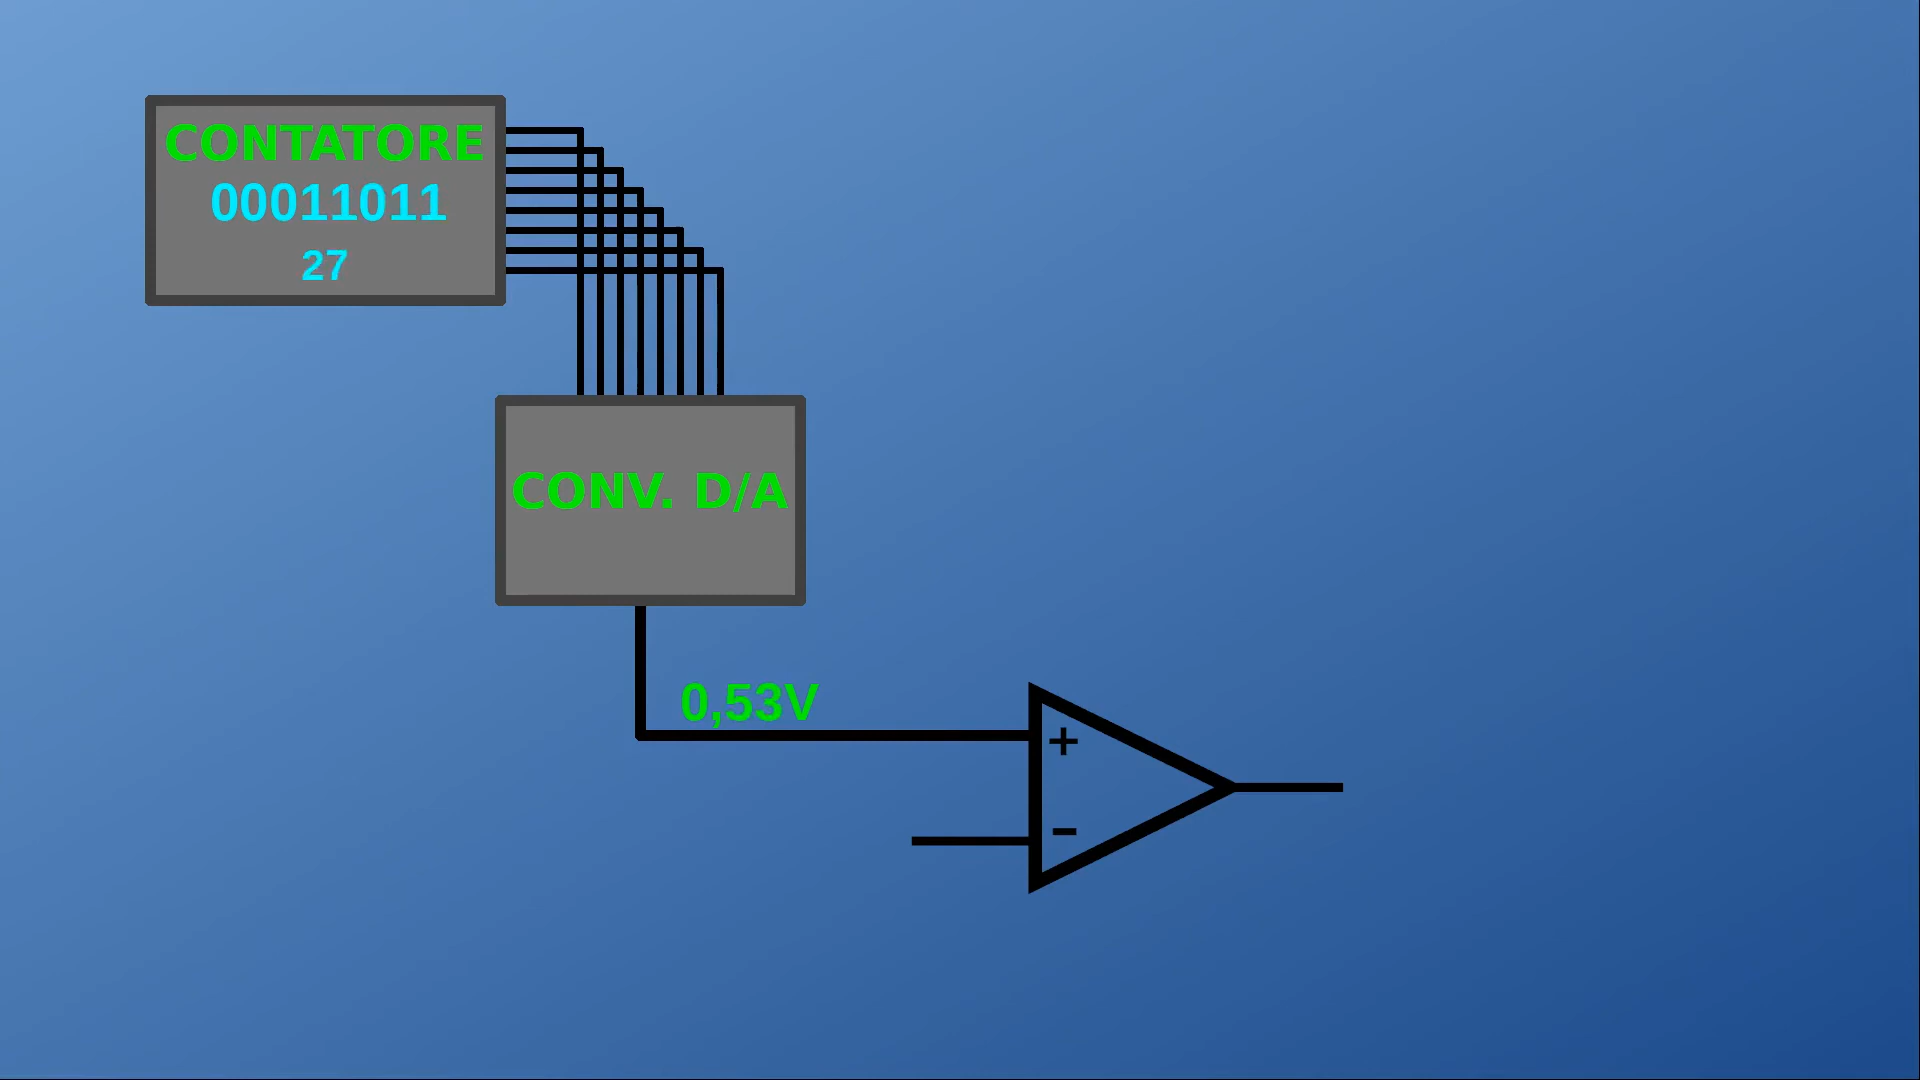 CONTATORE
00011011
27
CONV. D/A
0,53V
+
-